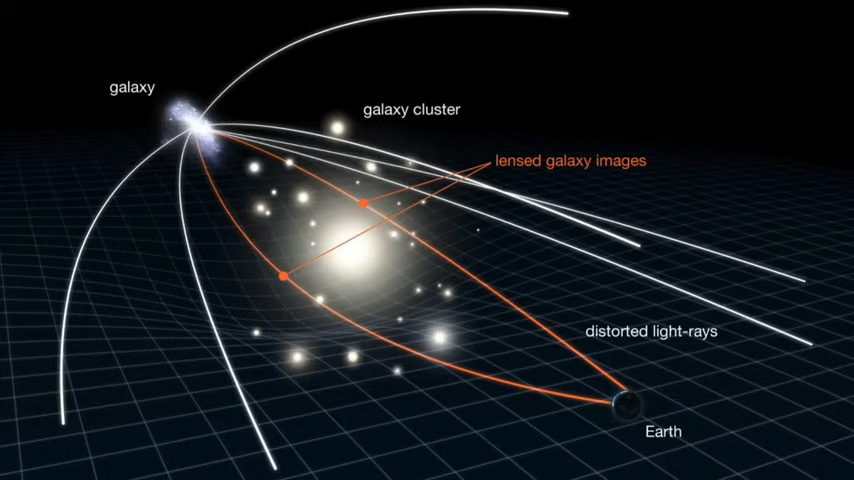 galaxy
galaxy cluster
lensed galaxy images
distorted light-rays
Earth